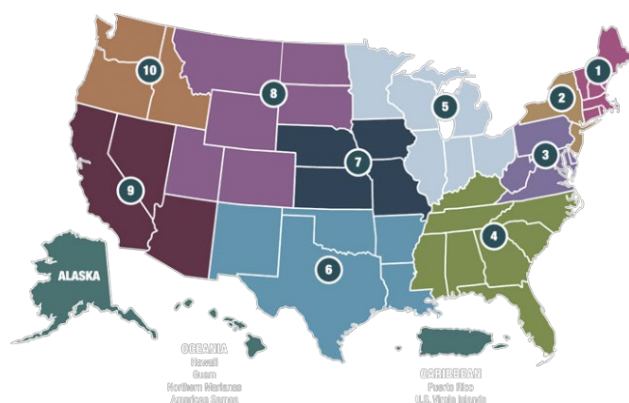 1
10
2
8
5
3
7
9
4
6
ALASKA
OCEANIA
Hawaii
Guam
Northern Marianas
American Samoa
CARIBBEAN
Puerto Rico
U.S. Virgin Islands